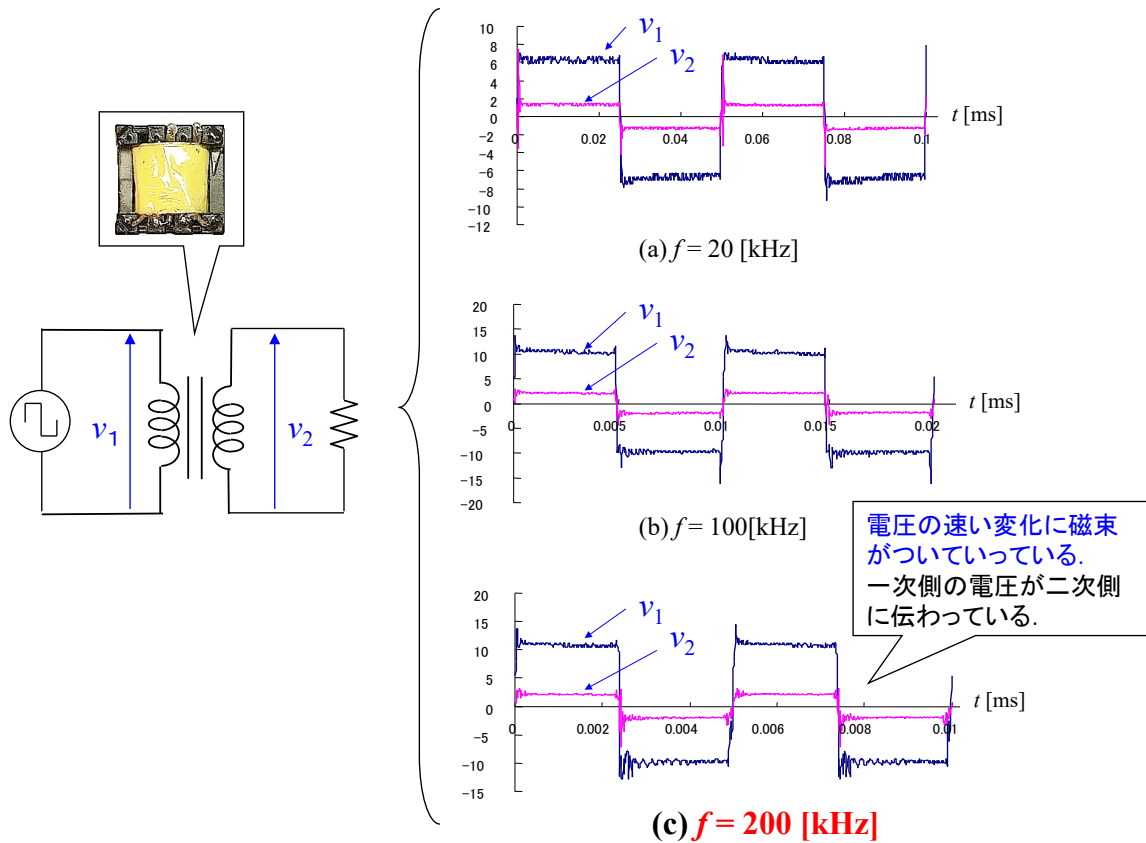 v1
v2
10
8
6
4
2
0
-2
-4
-6
-8
-10
-12
0
0.02
0.04
0.06
0.08
0.1
t [ms]
v1
v2
(a) f = 20 [kHz]
20
15
10
5
0
-5
-10
-15
-20
0
0.005
0.01
0.015
0.02
t [ms]
v1
v2
(b) f = 100[kHz]
電圧の速い変化に磁束
がついていっている.
一次側の電圧が二次側
に伝わっている.
20
15
10
5
0
-5
-10
-15
0
0.002
0.004
0.006
0.008
0.01
t [ms]
v1
v2
(c) f = 200 [kHz]